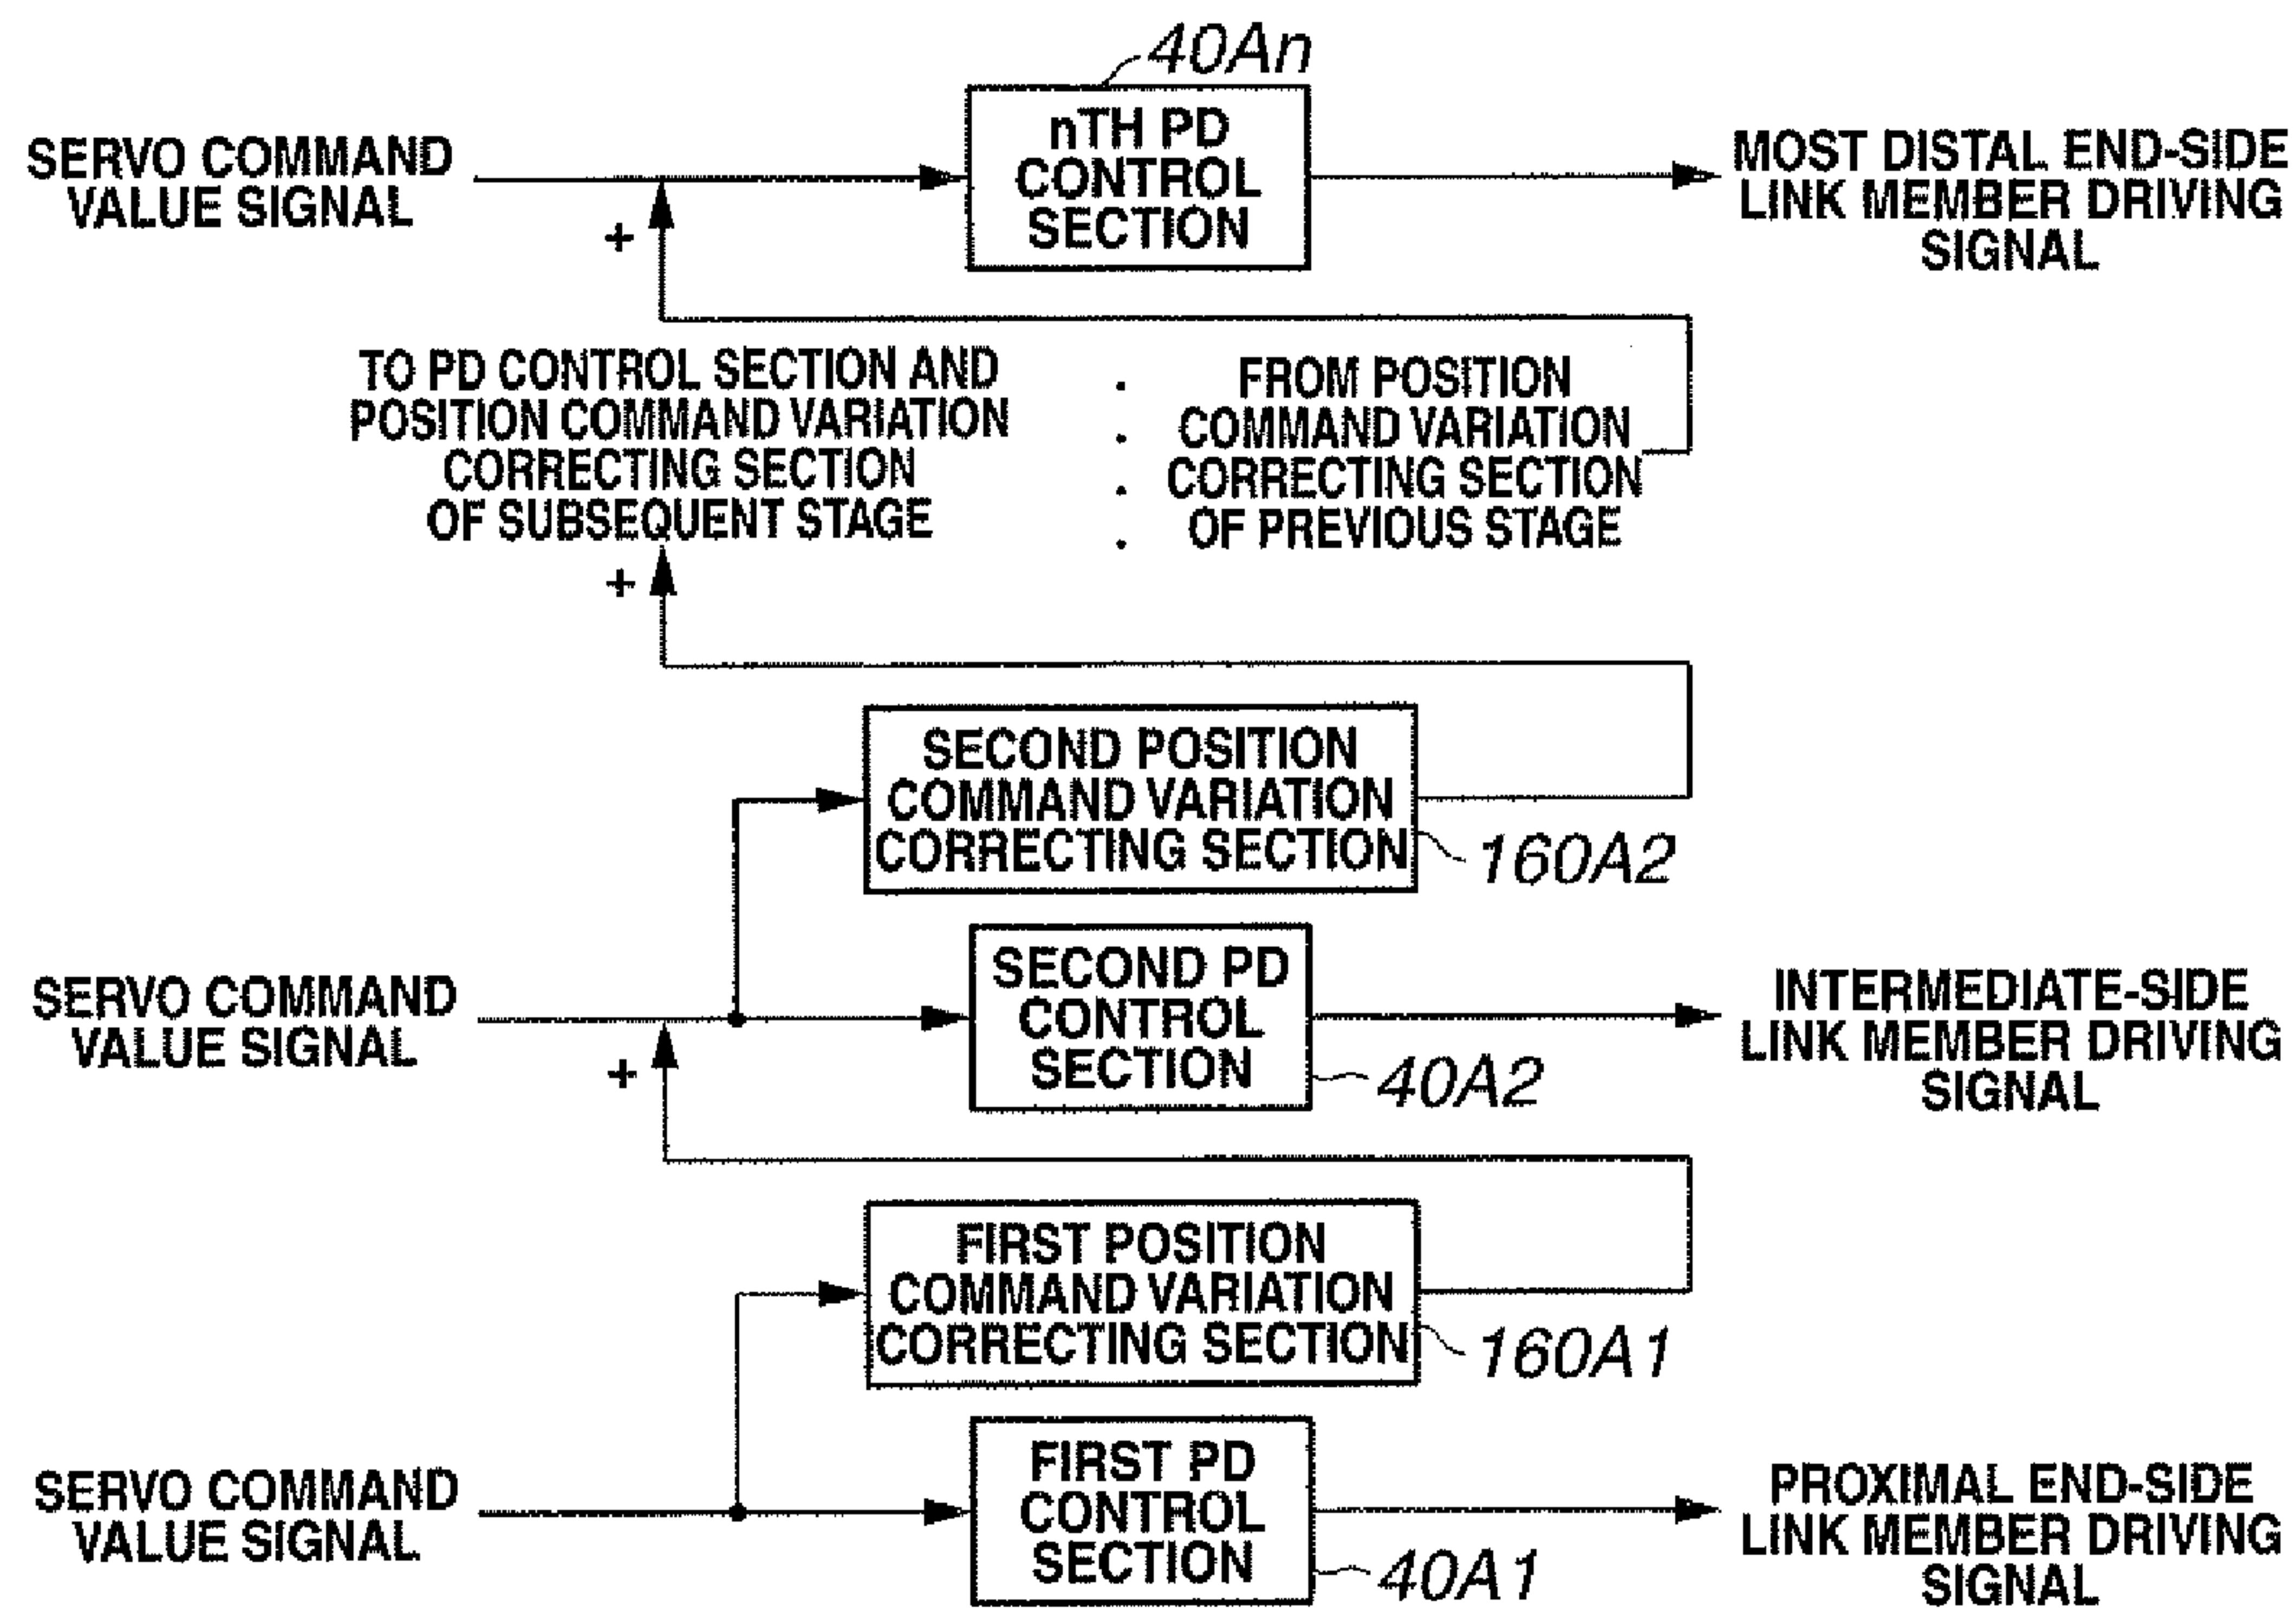 40An
SERVO COMMAND
VALUE SIGNAL
nTH PD
CONTROL
SECTION
MOST DISTAL END-SIDE
LINK MEMBER DRIVING
SIGNAL
+
TO PD CONTROL SECTION AND
POSITION COMMAND VARIATION
CORRECTING SECTION
OF SUBSEQUENT STAGE
FROM POSITION
COMMAND VARIATION
CORRECTING SECTION
OF PREVIOUS STAGE
+
SECOND POSITION
COMMAND VARIATION
CORRECTING SECTION
160A2
SERVO COMMAND
VALUE SIGNAL
SECOND PD
CONTROL
SECTION
40A2
INTERMEDIATE-SIDE
LINK MEMBER DRIVING
SIGNAL
+
FIRST POSITION
COMMAND VARIATION
CORRECTING SECTION
160A1
SERVO COMMAND
VALUE SIGNAL
FIRST PD
CONTROL
SECTION
40A1
PROXIMAL END-SIDE
LINK MEMBER DRIVING
SIGNAL